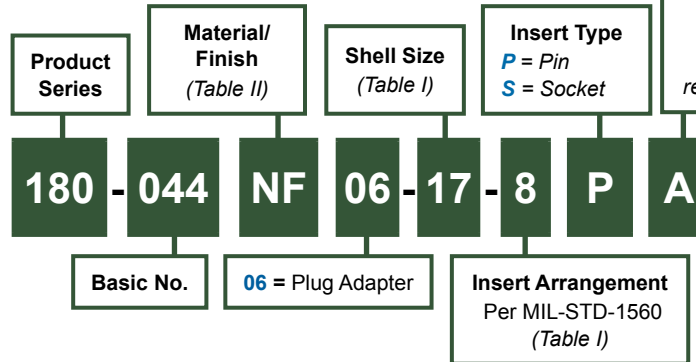 Product
Series
Material/
Finish
(Table II)
Shell Size
(Table I)
Insert Type
P = Pin
S = Socket
180 - 044 NF 06 - 17 - 8 P A
Basic No.
06 = Plug Adapter
Insert Arrangement
Per MIL-STD-1560
(Table I)